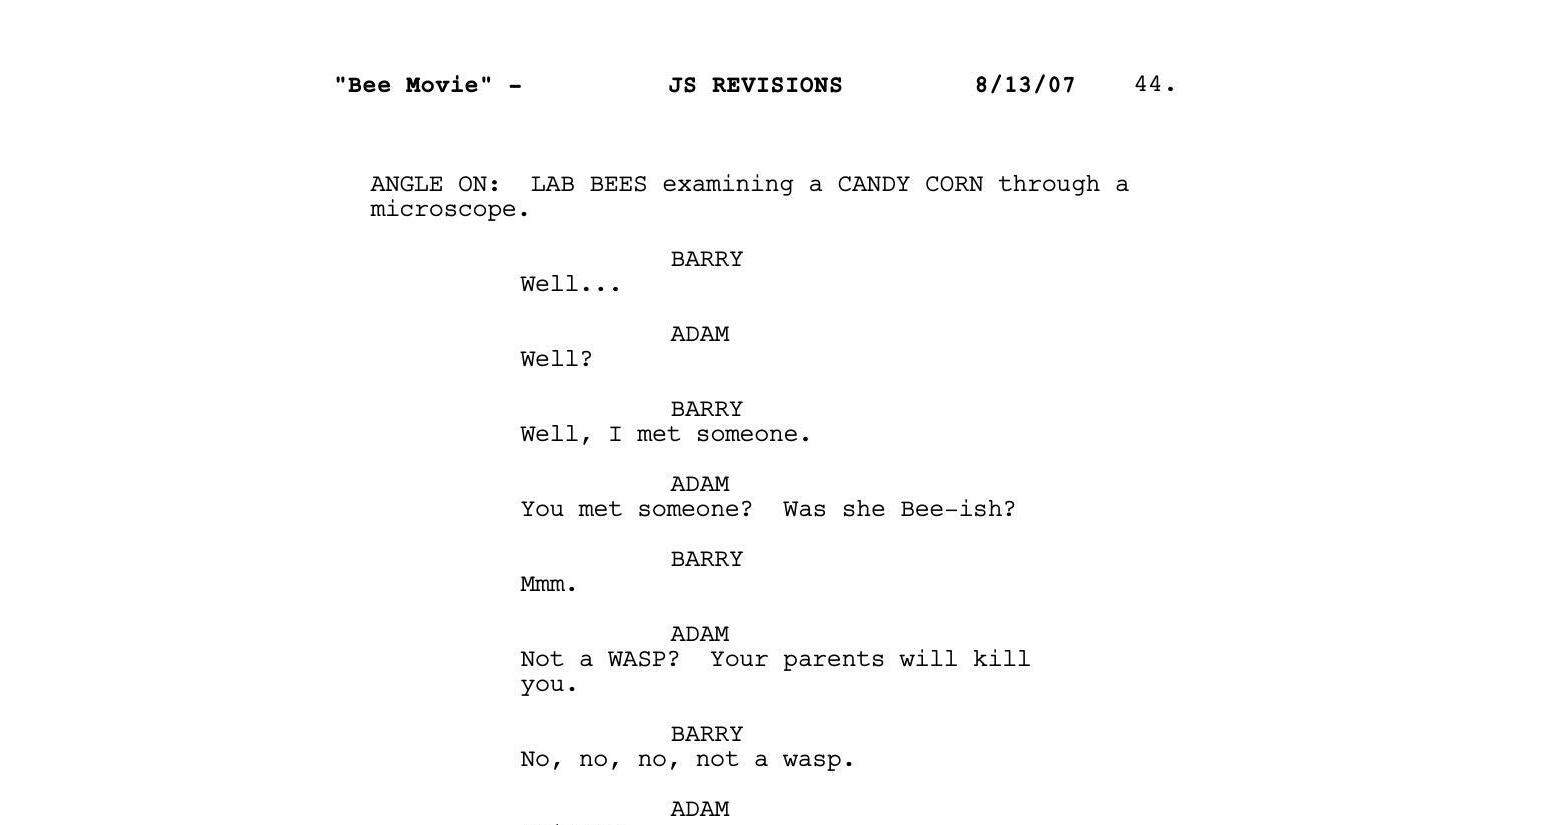 "Bee Movie" - JS REVISIONS 8/13/07 44.
ANGLE ON:  LAB BEES examining a CANDY CORN through a
microscope.
BARRY
Well...
ADAM
Well?
BARRY
Well, I met someone.
ADAM
You met someone?  Was she Bee-ish?
BARRY
Mmm.
ADAM
Not a WASP?  Your parents will kill
you.
BARRY
No, no, no, not a wasp.
ADAM